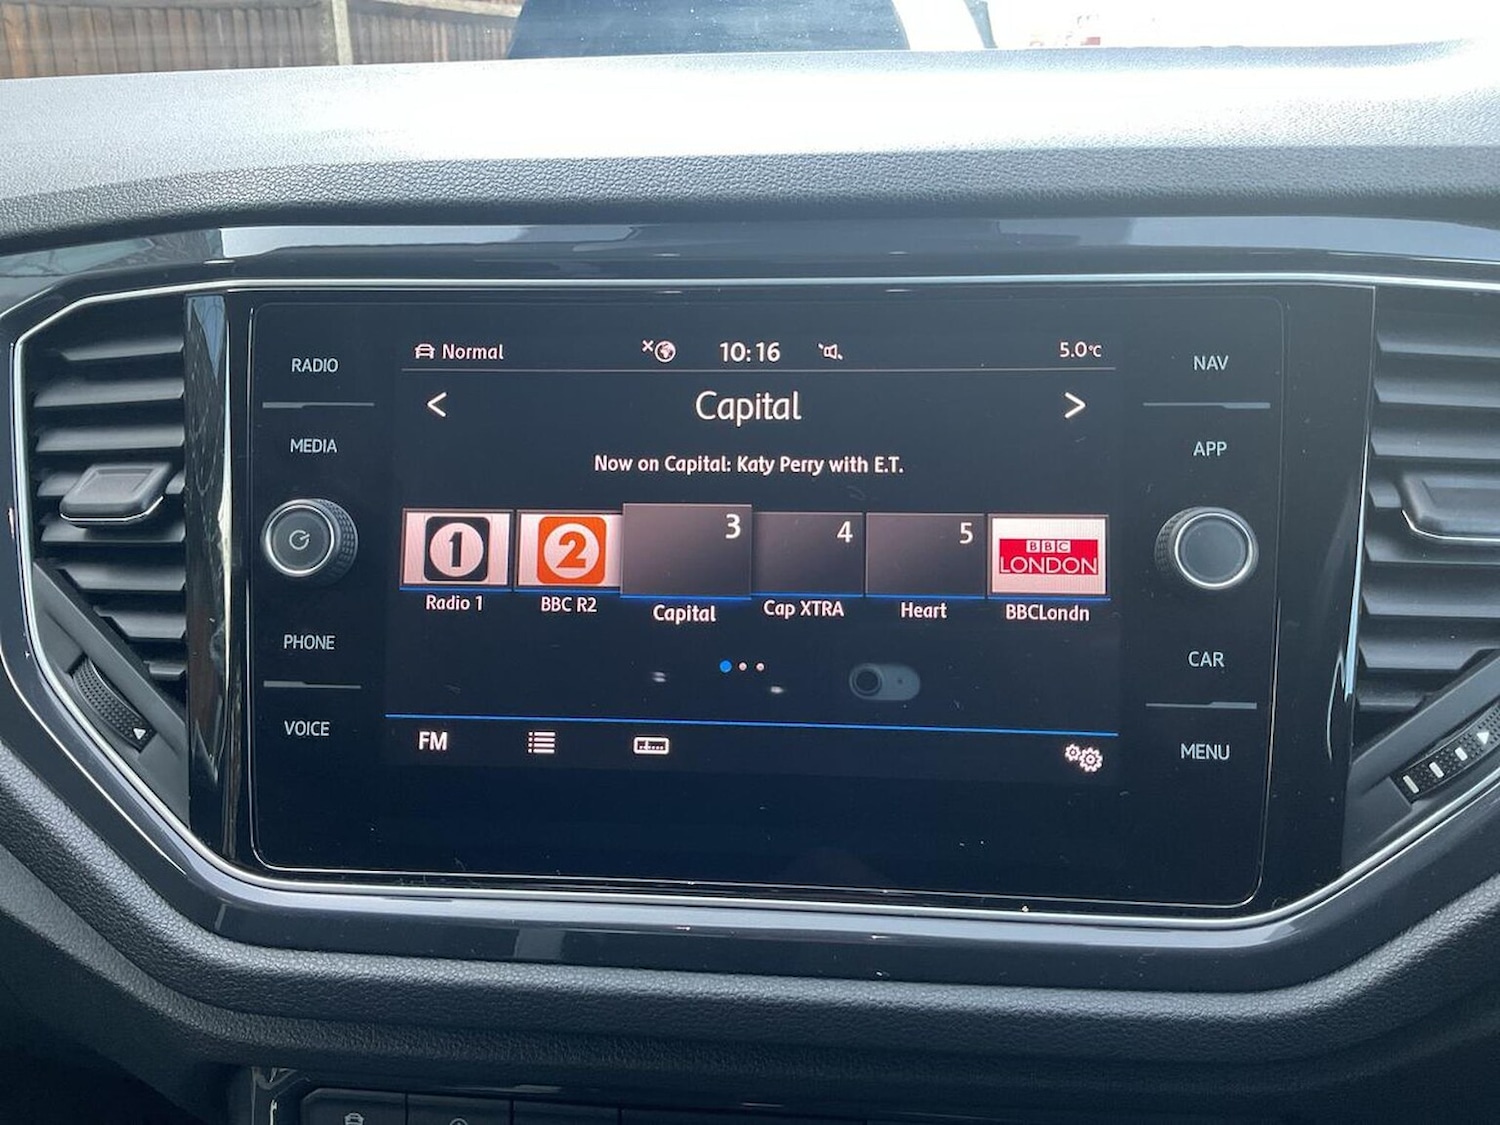 RADIO
MEDIA
PHONE
VOICE
Normal
10:16
5.0°C
< Capital >
Now on Capital: Katy Perry with E.T.
1 2 3 4 5 BBC LONDON
Radio 1 BBC R2 Capital Cap XTRA Heart BBCLondn
FM
NAV
APP
CAR
MENU